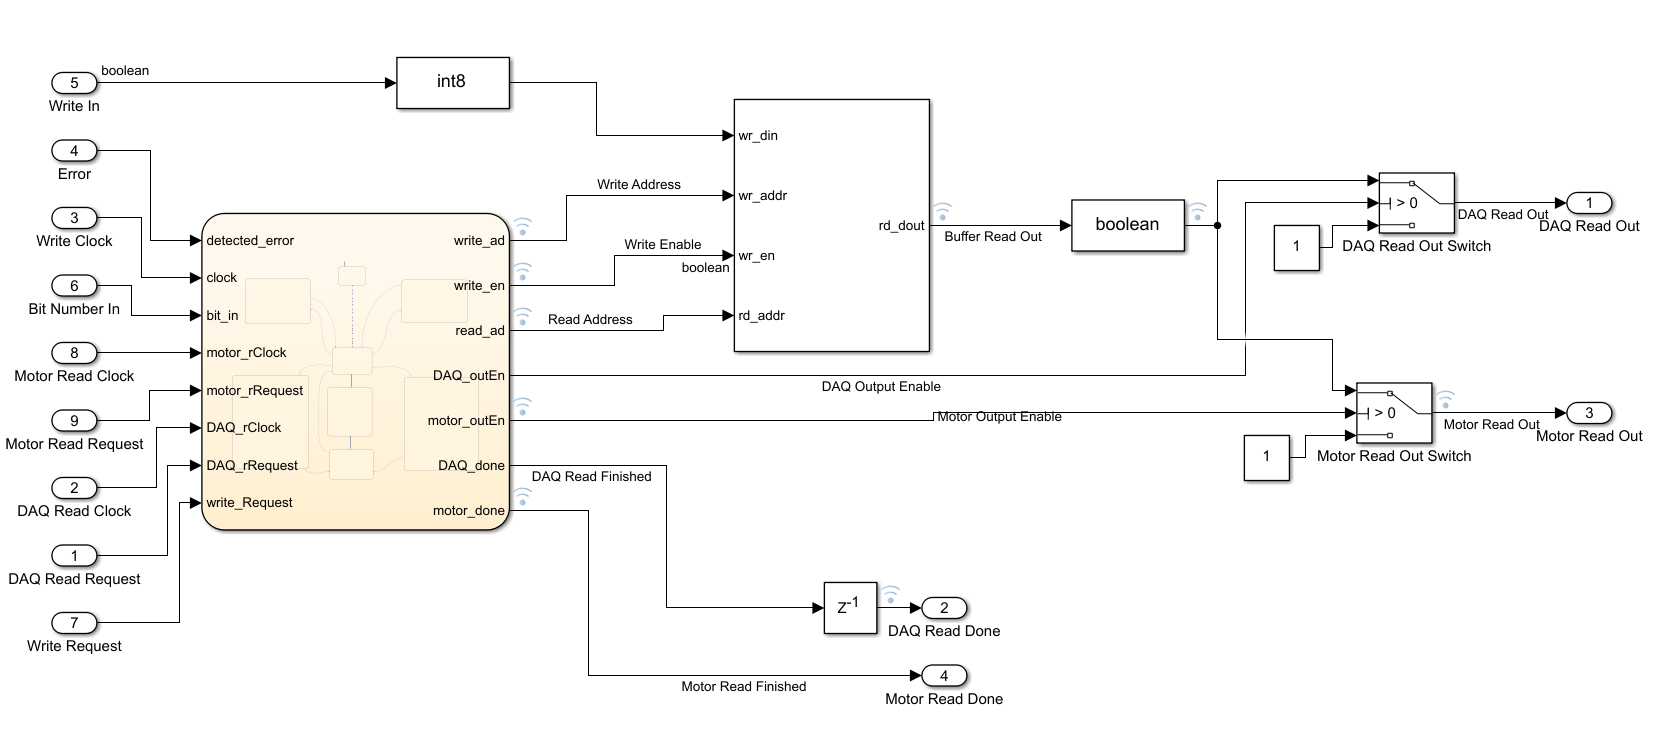 5
boolean
Write In
int8
4
Error
3
Write Clock
6
Bit Number In
8
Motor Read Clock
9
Motor Read Request
2
DAQ Read Clock
1
DAQ Read Request
7
Write Request
detected_error
clock
bit_in
motor_rClock
motor_rRequest
DAQ_rClock
DAQ_rRequest
write_Request
write_ad
write_en
read_ad
DAQ_outEn
motor_outEn
DAQ_done
motor_done
Write Address
Write Enable
boolean
Read Address
wr_din
wr_addr
wr_en
rd_addr
rd_dout
Buffer Read Out
boolean
1
> 0
DAQ Read Out Switch
DAQ Read Out
1
DAQ Read Out
DAQ Output Enable
Motor Output Enable
1
> 0
Motor Read Out Switch
Motor Read Out
3
Motor Read Out
DAQ Read Finished
Z-1
2
DAQ Read Done
Motor Read Finished
4
Motor Read Done